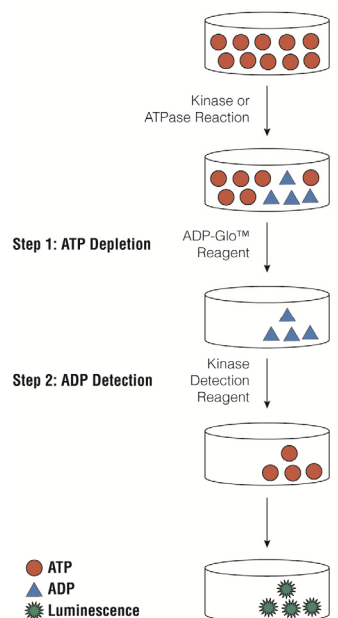 Kinase or
ATPase Reaction
Step 1: ATP Depletion
ADP-Glo™
Reagent
Step 2: ADP Detection
Kinase
Detection
Reagent
ATP
ADP
Luminescence